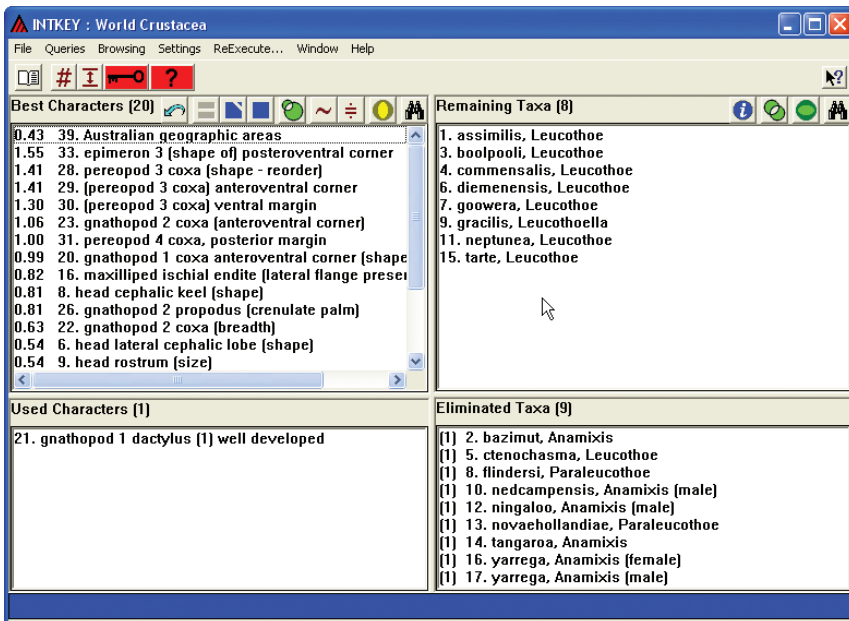 INTKEY : World Crustacea
File Queries Browsing Settings ReExecute... Window Help
Best Characters (20)
0.43 39. Australian geographic areas
1.55 33. epimeron 3 (shape of) posteroventral corner
1.41 28. pereopod 3 coxa (shape - reorder)
1.41 29. (pereopod 3 coxa) anteroventral corner
1.30 30. (pereopod 3 coxa) ventral margin
1.06 23. gnathopod 2 coxa (anteroventral corner)
1.00 31. pereopod 4 coxa, posterior margin
0.99 20. gnathopod 1 coxa anteroventral corner (shape
0.82 16. maxilliped ischial endite (lateral flange preser
0.81 8. head cephalic keel (shape)
0.81 26. gnathopod 2 propodus (crenulate palm)
0.63 22. gnathopod 2 coxa (breadth)
0.54 6. head lateral cephalic lobe (shape)
0.54 9. head rostrum (size)
Remaining Taxa (8)
1. assimilis, Leucothoe
3. boolpooli, Leucothoe
4. commensalis, Leucothoe
6. diemenensis, Leucothoe
7. goowera, Leucothoe
9. gracilis, Leucothoella
11. neptunea, Leucothoe
15. tarte, Leucothoe
Used Characters (1)
21. gnathopod 1 dactylus (1) well developed
Eliminated Taxa (9)
(1) 2. bazimut, Anamixis
(1) 5. ctenochasma, Leucothoe
(1) 8. flindersi, Paraleucothoe
(1) 10. nedcampensis, Anamixis (male)
(1) 12. ningaloo, Anamixis (male)
(1) 13. novaehollandiae, Paraleucothoe
(1) 14. tangaroa, Anamixis
(1) 16. yarrega, Anamixis (female)
(1) 17. yarrega, Anamixis (male)